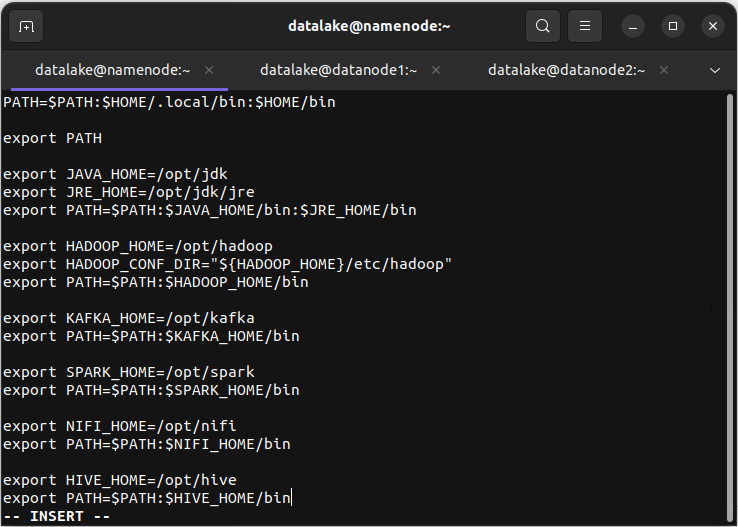 datalake@namenode:~
datalake@namenode:~ × datalake@datanode1:~ × datalake@datanode2:~ ×
PATH=$PATH:$HOME/.local/bin:$HOME/bin
export PATH
export JAVA_HOME=/opt/jdk
export JRE_HOME=/opt/jdk/jre
export PATH=$PATH:$JAVA_HOME/bin:$JRE_HOME/bin
export HADOOP_HOME=/opt/hadoop
export HADOOP_CONF_DIR="${HADOOP_HOME}/etc/hadoop"
export PATH=$PATH:$HADOOP_HOME/bin
export KAFKA_HOME=/opt/kafka
export PATH=$PATH:$KAFKA_HOME/bin
export SPARK_HOME=/opt/spark
export PATH=$PATH:$SPARK_HOME/bin
export NIFI_HOME=/opt/nifi
export PATH=$PATH:$NIFI_HOME/bin
export HIVE_HOME=/opt/hive
export PATH=$PATH:$HIVE_HOME/bin
-- INSERT --